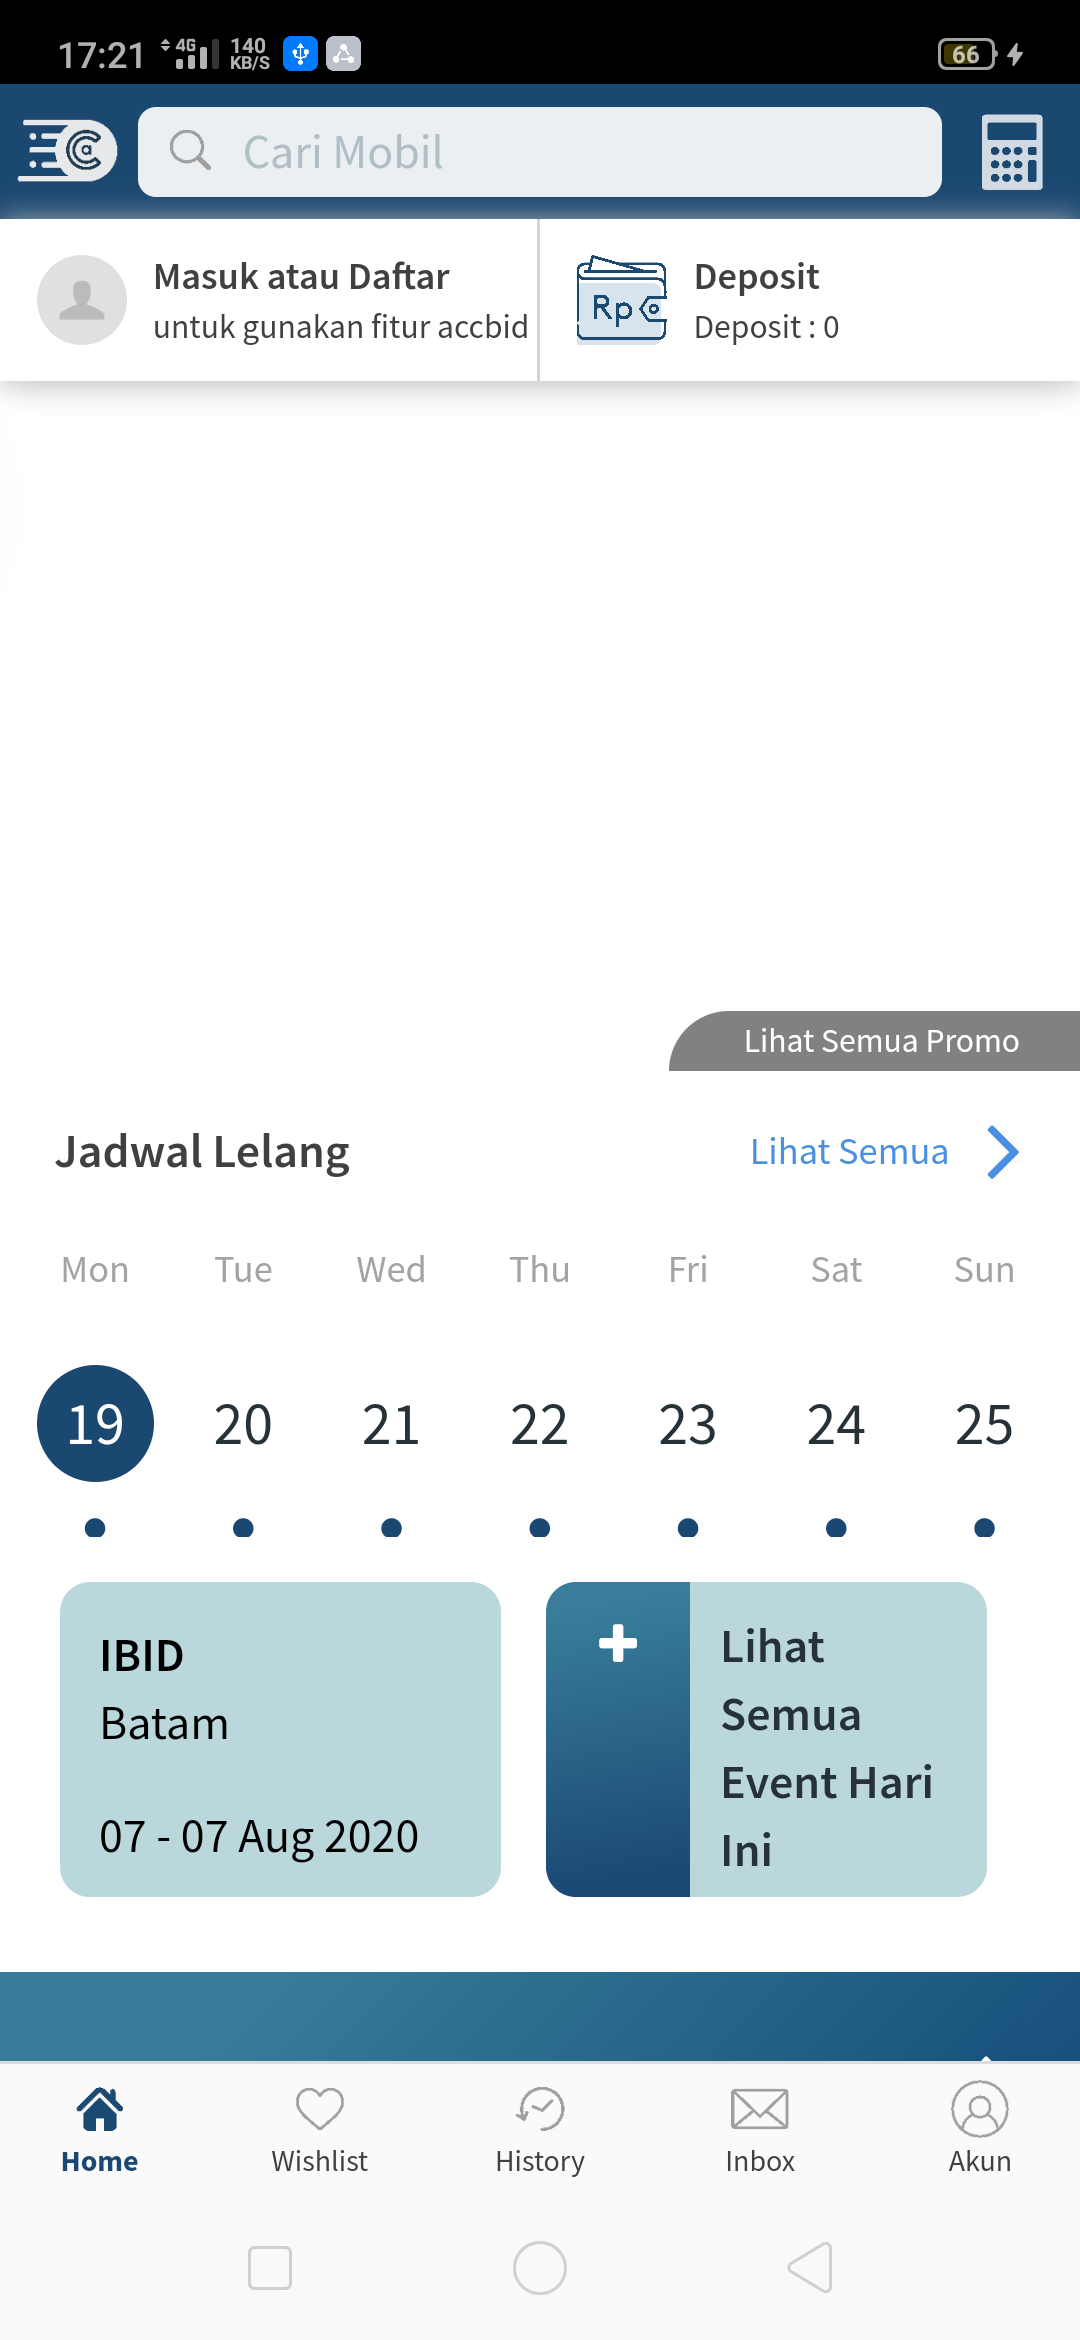 17:21 4G 140 KB/S 66
Cari Mobil
Masuk atau Daftar
untuk gunakan fitur accbid
Deposit
Deposit : 0
Rp
Lihat Semua Promo
Jadwal Lelang
Lihat Semua
Mon Tue Wed Thu Fri Sat Sun
19 20 21 22 23 24 25
IBID
Batam
07 - 07 Aug 2020
Lihat
Semua
Event Hari
Ini
Home Wishlist History Inbox Akun